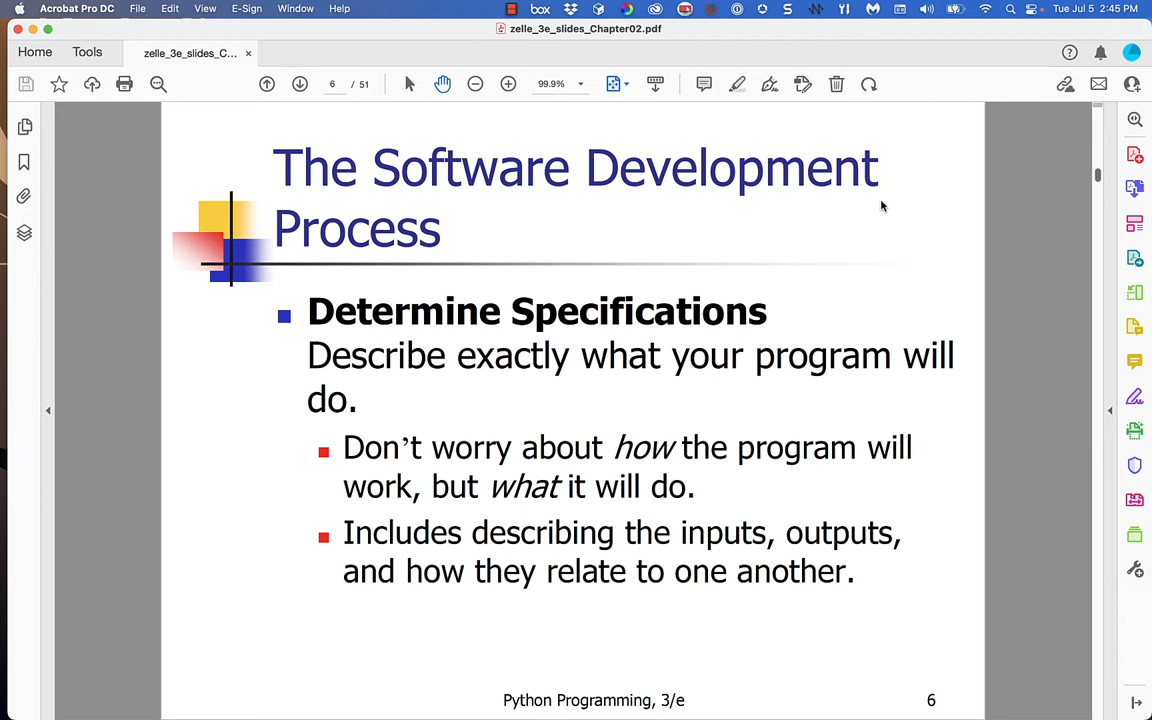 Acrobat Pro DC File Edit View E-Sign Window Help box Tue Jul 5 2:45 PM
zelle_3e_slides_Chapter02.pdf
Home Tools zelle_3e_slides_C... ×
6 / 51 99.9%
The Software Development
Process
Determine Specifications
Describe exactly what your program will
do.
Don't worry about how the program will
work, but what it will do.
Includes describing the inputs, outputs,
and how they relate to one another.
Python Programming, 3/e 6